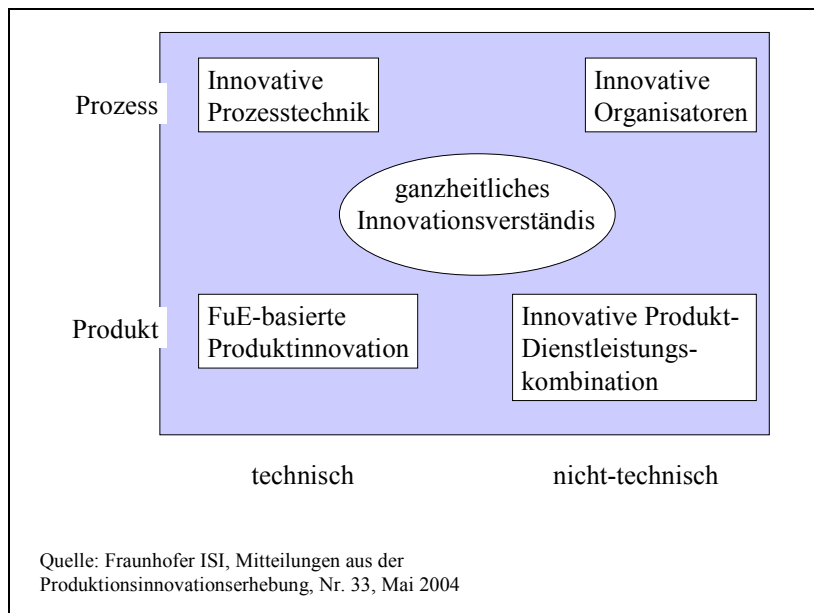 Prozess
Innovative
Prozesstechnik
Innovative
Organisatoren
ganzheitliches
Innovationsverständis
Produkt
FuE-basierte
Produktinnovation
Innovative Produkt-
Dienstleistungs-
kombination
technisch
nicht-technisch
Quelle: Fraunhofer ISI, Mitteilungen aus der
Produktionsinnovationserhebung, Nr. 33, Mai 2004